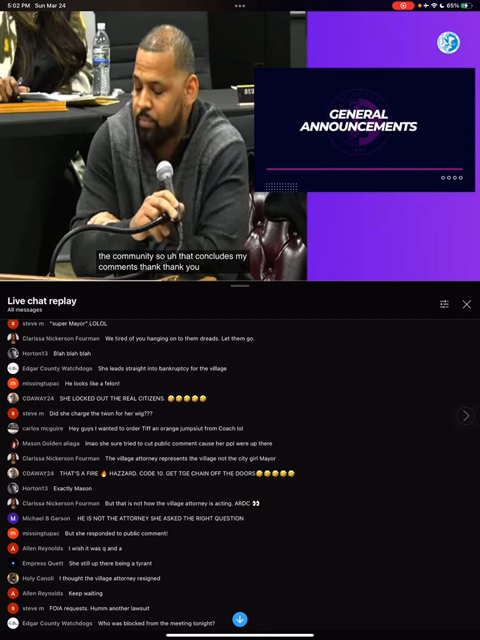 5:02 PM Sun Mar 24
65%
GENERAL
ANNOUNCEMENTS
the community so uh that concludes my
comments thank thank you
Live chat replay
All messages
steve m "super Mayor" LOLOL
Clarissa Nickerson Fourman We tired of you hanging on to them dreads. Let them go.
Horton13 Blah blah blah
Edgar County Watchdogs She leads straight into bankruptcy for the village
missingtupac He looks like a felon!
CDAWAY24 SHE LOCKED OUT THE REAL CITIZENS. 🤣🤣🤣🤣🤣
steve m Did she charge the twon for her wig???
carlos mcguire Hey guys I wanted to order Tiff an orange jumpsiut from Coach lol
Mason Golden aliaga lmao she sure tried to cut public comment cause her ppl were up there
Clarissa Nickerson Fourman The village attorney represents the village not the city girl Mayor
CDAWAY24 THAT'S A FIRE 🔥 HAZZARD. CODE 10. GET TGE CHAIN OFF THE DOORS🤣🤣🤣🤣🤣
Horton13 Exactly Mason
Clarissa Nickerson Fourman But that is not how the village attorney is acting. ARDC 👀
Michael B Garson HE IS NOT THE ATTORNEY SHE ASKED THE RIGHT QUESTION
missingtupac But she responded to public comment!
Allen Reynolds I wish it was q and a
Empress Quett She still up there being a tyrant
Holy Canoli I thought the village attorney resigned
Allen Reynolds Keep waiting
steve m FOIA requests. Humm another lawsuit
Edgar County Watchdogs Who was blocked from the meeting tonight?